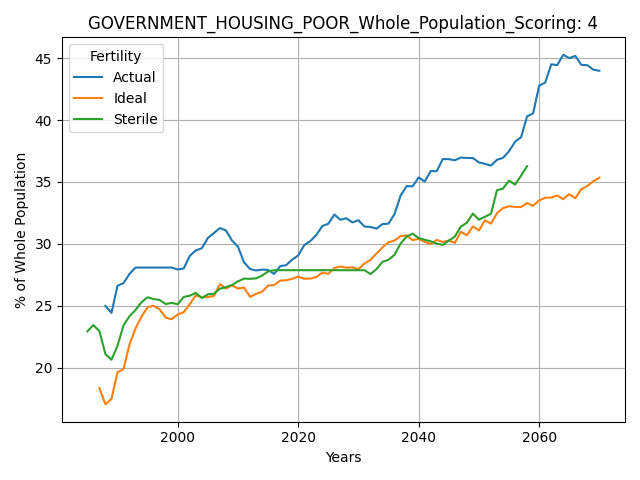 GOVERNMENT_HOUSING_POOR_Whole_Population_Scoring: 4
Fertility
Actual
Ideal
Sterile
% of Whole Population
45
40
35
30
25
20
2000 2020 2040 2060
Years